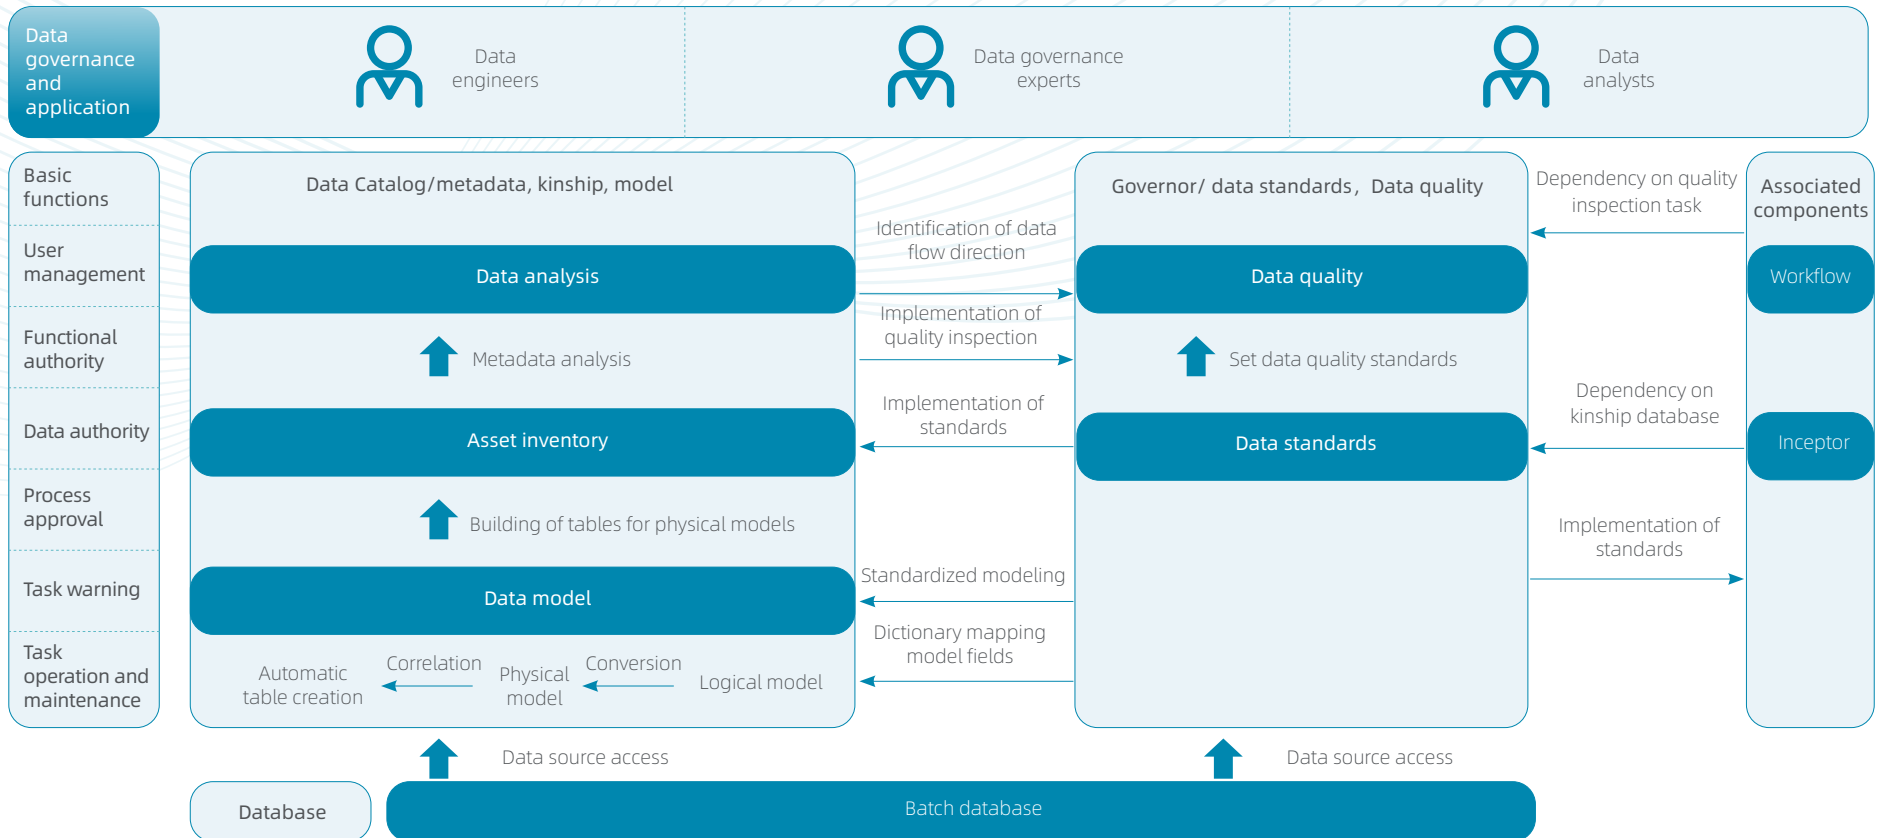 Data
governance
and
application
Data
engineers
Data governance
experts
Data
analysts
Basic
functions
User
management
Functional
authority
Data authority
Process
approval
Task warning
Task
operation and
maintenance
Data Catalog/metadata, kinship, model
Data analysis
Metadata analysis
Asset inventory
Building of tables for physical models
Data model
Automatic
table creation
Correlation
Physical
model
Conversion
Logical model
Identification of data
flow direction
Implementation of
quality inspection
Implementation of
standards
Standardized modeling
Dictionary mapping
model fields
Governor/ data standards, Data quality
Data quality
Set data quality standards
Data standards
Dependency on quality
inspection task
Dependency on
kinship database
Implementation of
standards
Associated
components
Workflow
Inceptor
Data source access
Data source access
Database
Batch database